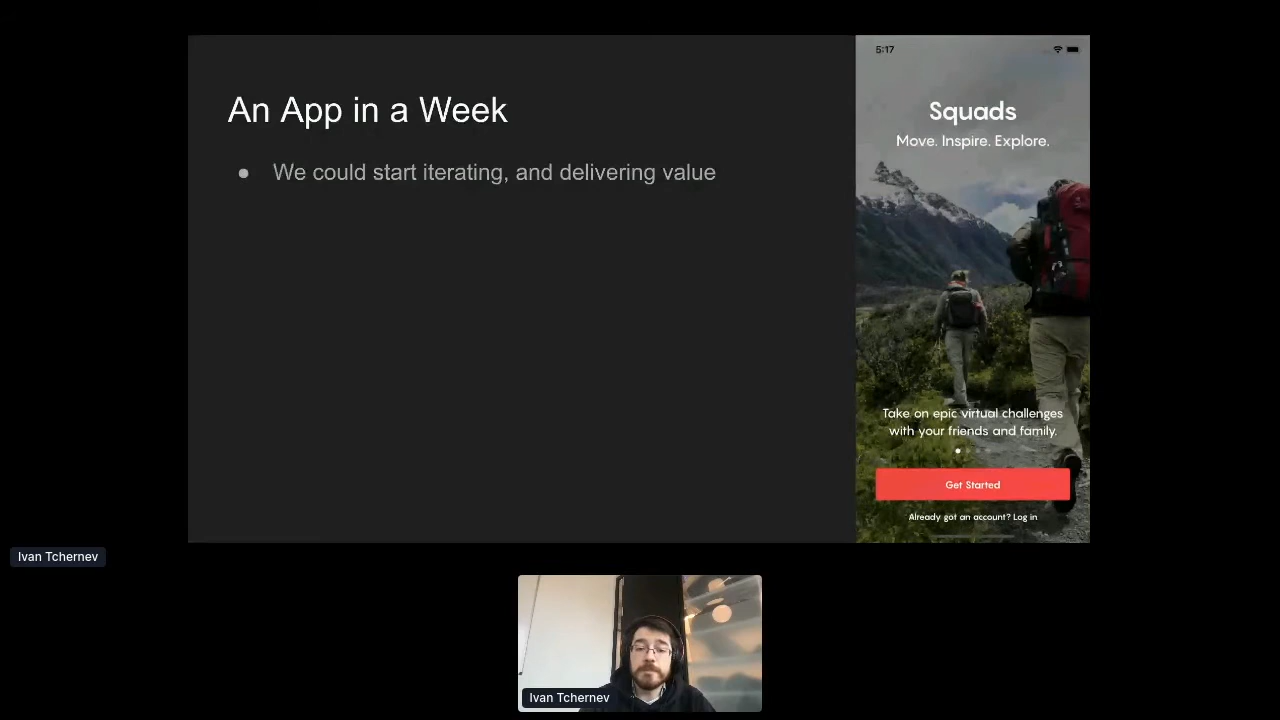 An App in a Week
● We could start iterating, and delivering value
5:17
Squads
Move. Inspire. Explore.
Take on epic virtual challenges
with your friends and family.
Get Started
Already got an account? Log in
Ivan Tchernev
Ivan Tchernev